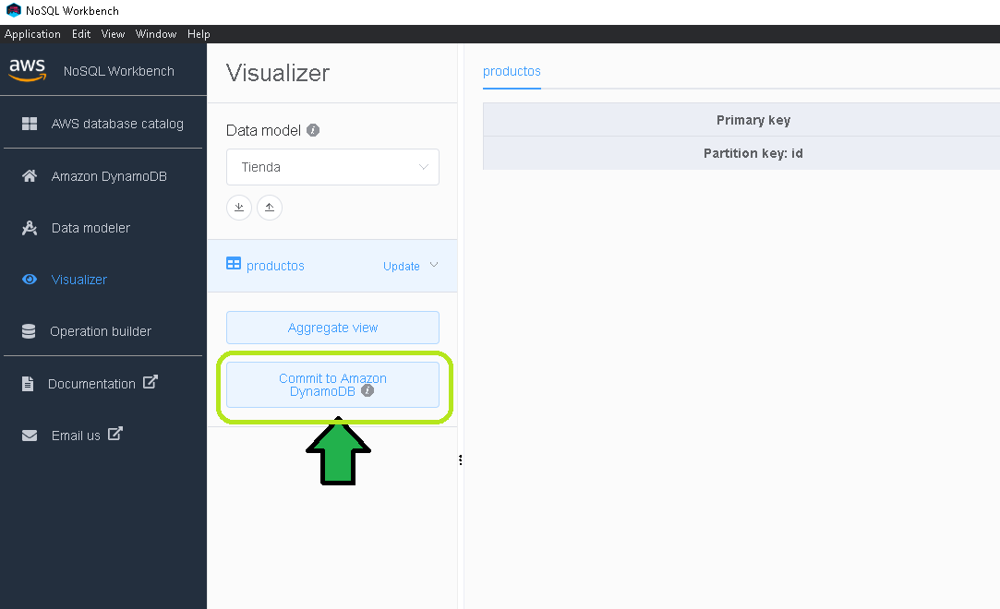 NoSQL Workbench
Application Edit View Window Help
aws NoSQL Workbench
AWS database catalog
Amazon DynamoDB
Data modeler
Visualizer
Operation builder
Documentation
Email us
Visualizer
Data model i
Tienda
productos Update
Aggregate view
Commit to Amazon
DynamoDB i
productos
Primary key
Partition key: id